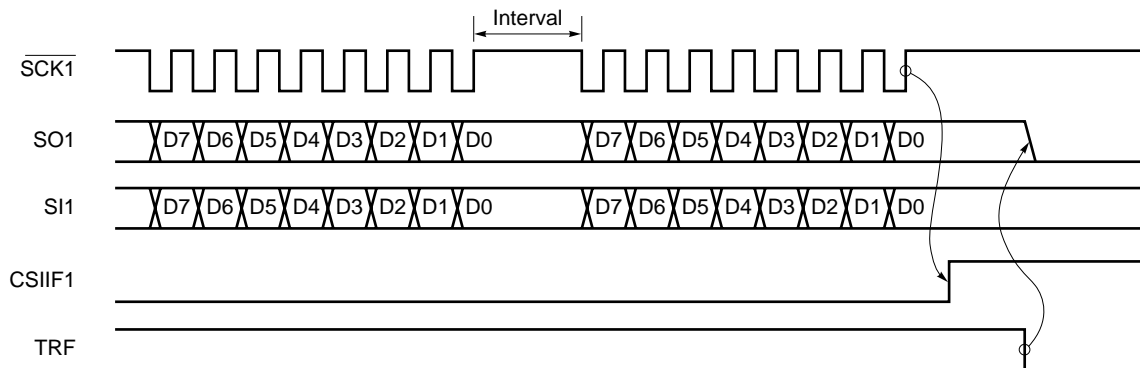 Interval
SCK1
SO1 D7 D6 D5 D4 D3 D2 D1 D0 D7 D6 D5 D4 D3 D2 D1 D0
SI1 D7 D6 D5 D4 D3 D2 D1 D0 D7 D6 D5 D4 D3 D2 D1 D0
CSIIF1
TRF